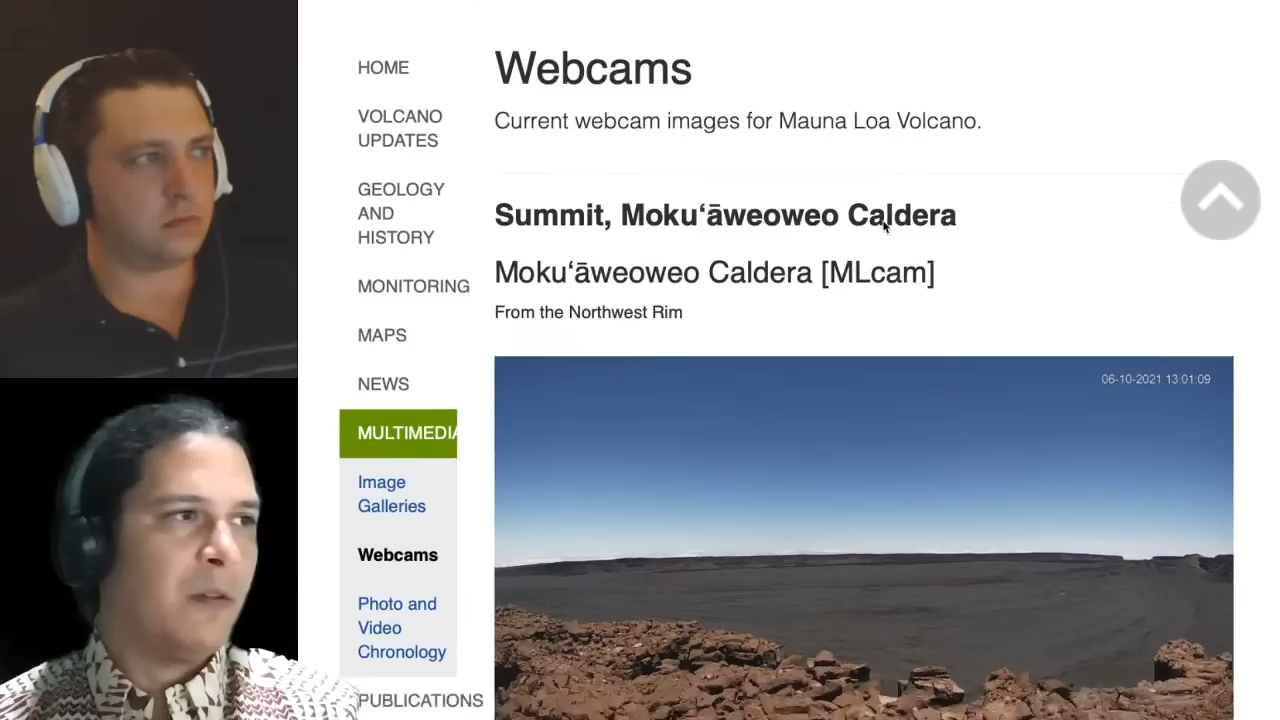 HOME
VOLCANO
UPDATES
GEOLOGY
AND
HISTORY
MONITORING
MAPS
NEWS
MULTIMEDIA
Image
Galleries
Webcams
Photo and
Video
Chronology
PUBLICATIONS
Webcams
Current webcam images for Mauna Loa Volcano.
Summit, Mokuʻāweoweo Caldera
Mokuʻāweoweo Caldera [MLcam]
From the Northwest Rim
06-10-2021 13:01:09